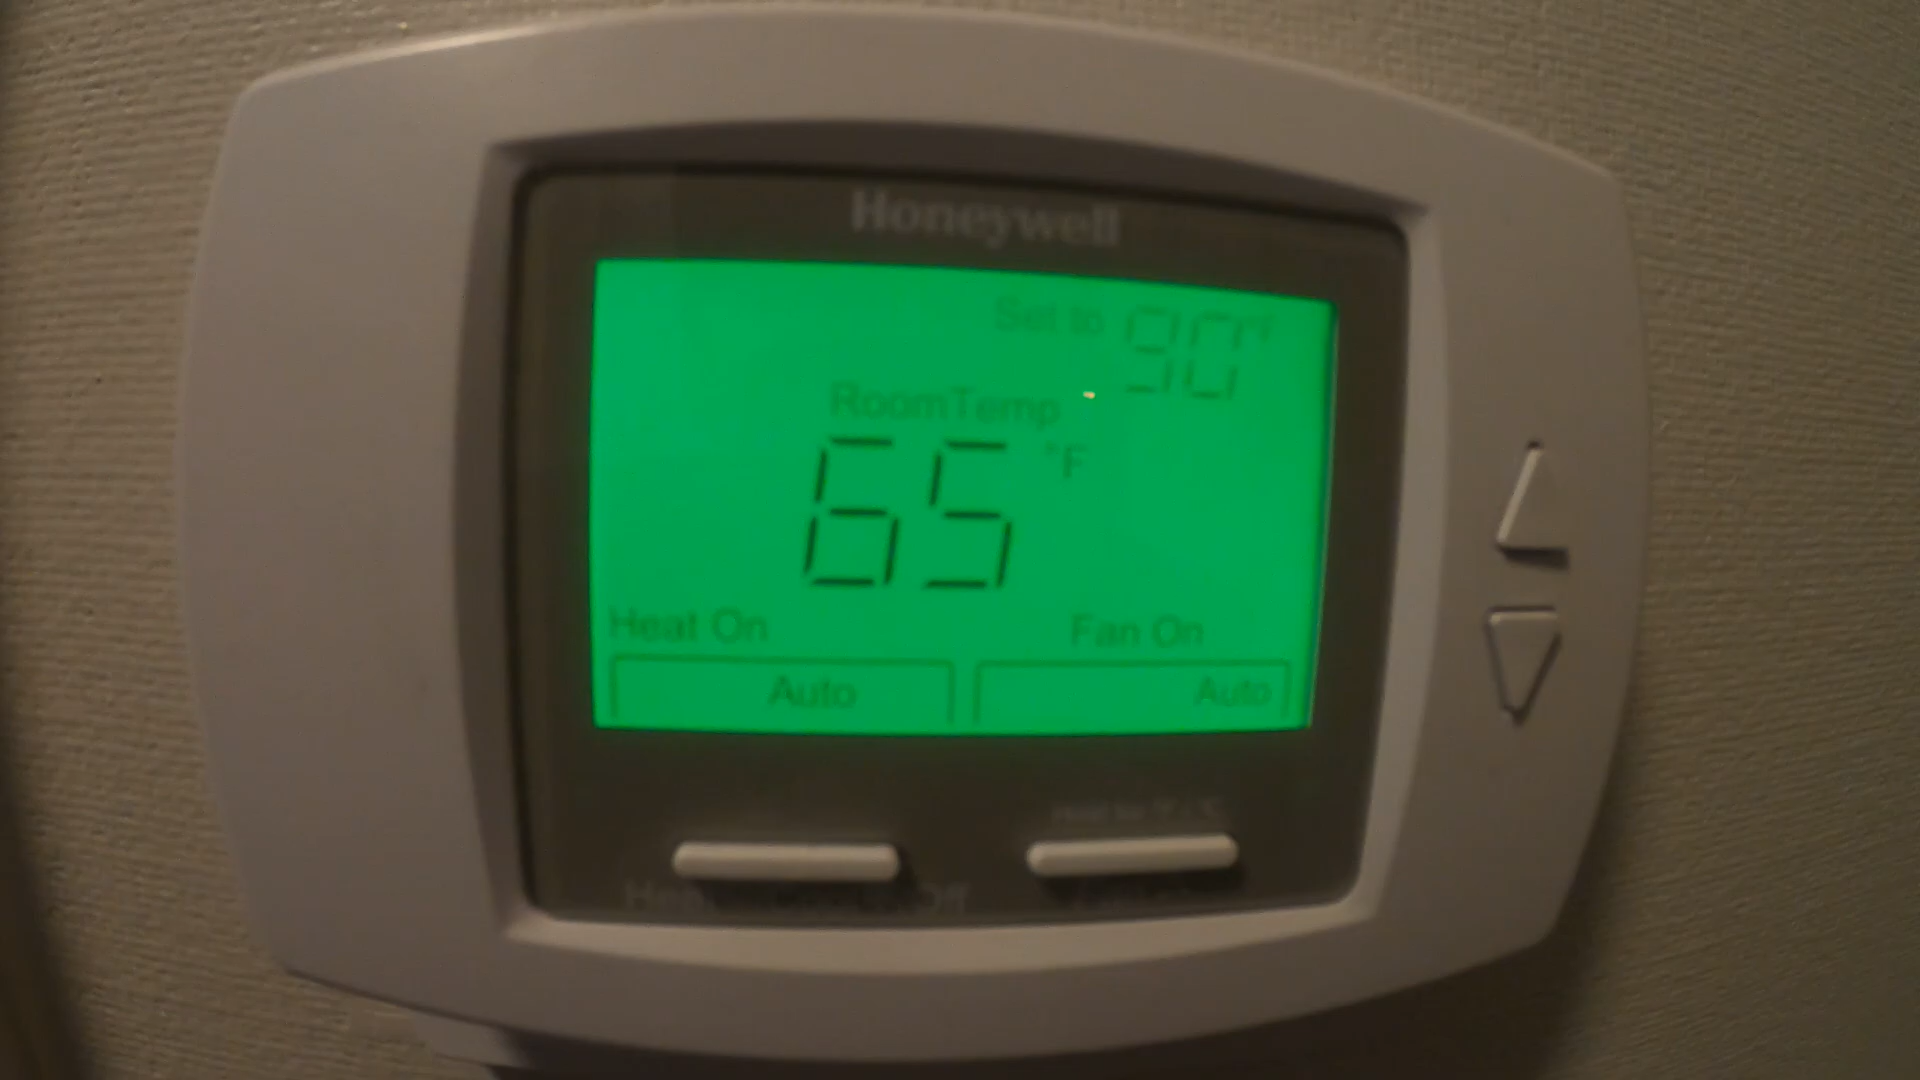 Honeywell
Set to 90°F
RoomTemp
65 °F
Heat On Fan On
Auto Auto